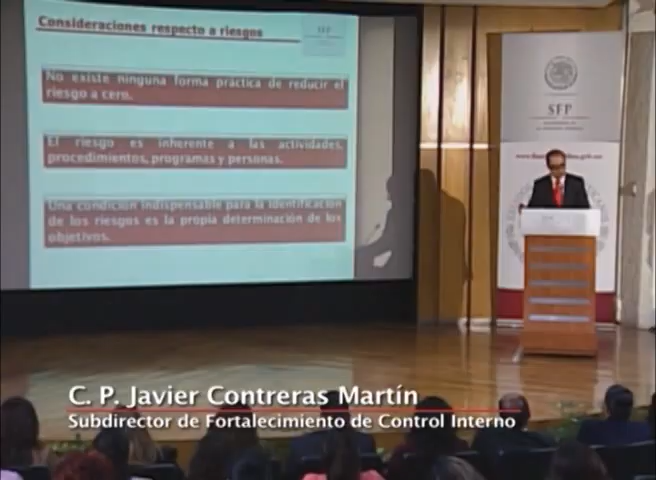 Consideraciones respecto a riesgos
SFP
No existe ninguna forma práctica de reducir el
riesgo a cero.
El riesgo es inherente a las actividades,
procedimientos, programas y personas.
Una condición indispensable para la identificación
de los riesgos es la propia determinación de los
objetivos.
SFP
C. P. Javier Contreras Martín
Subdirector de Fortalecimiento de Control Interno